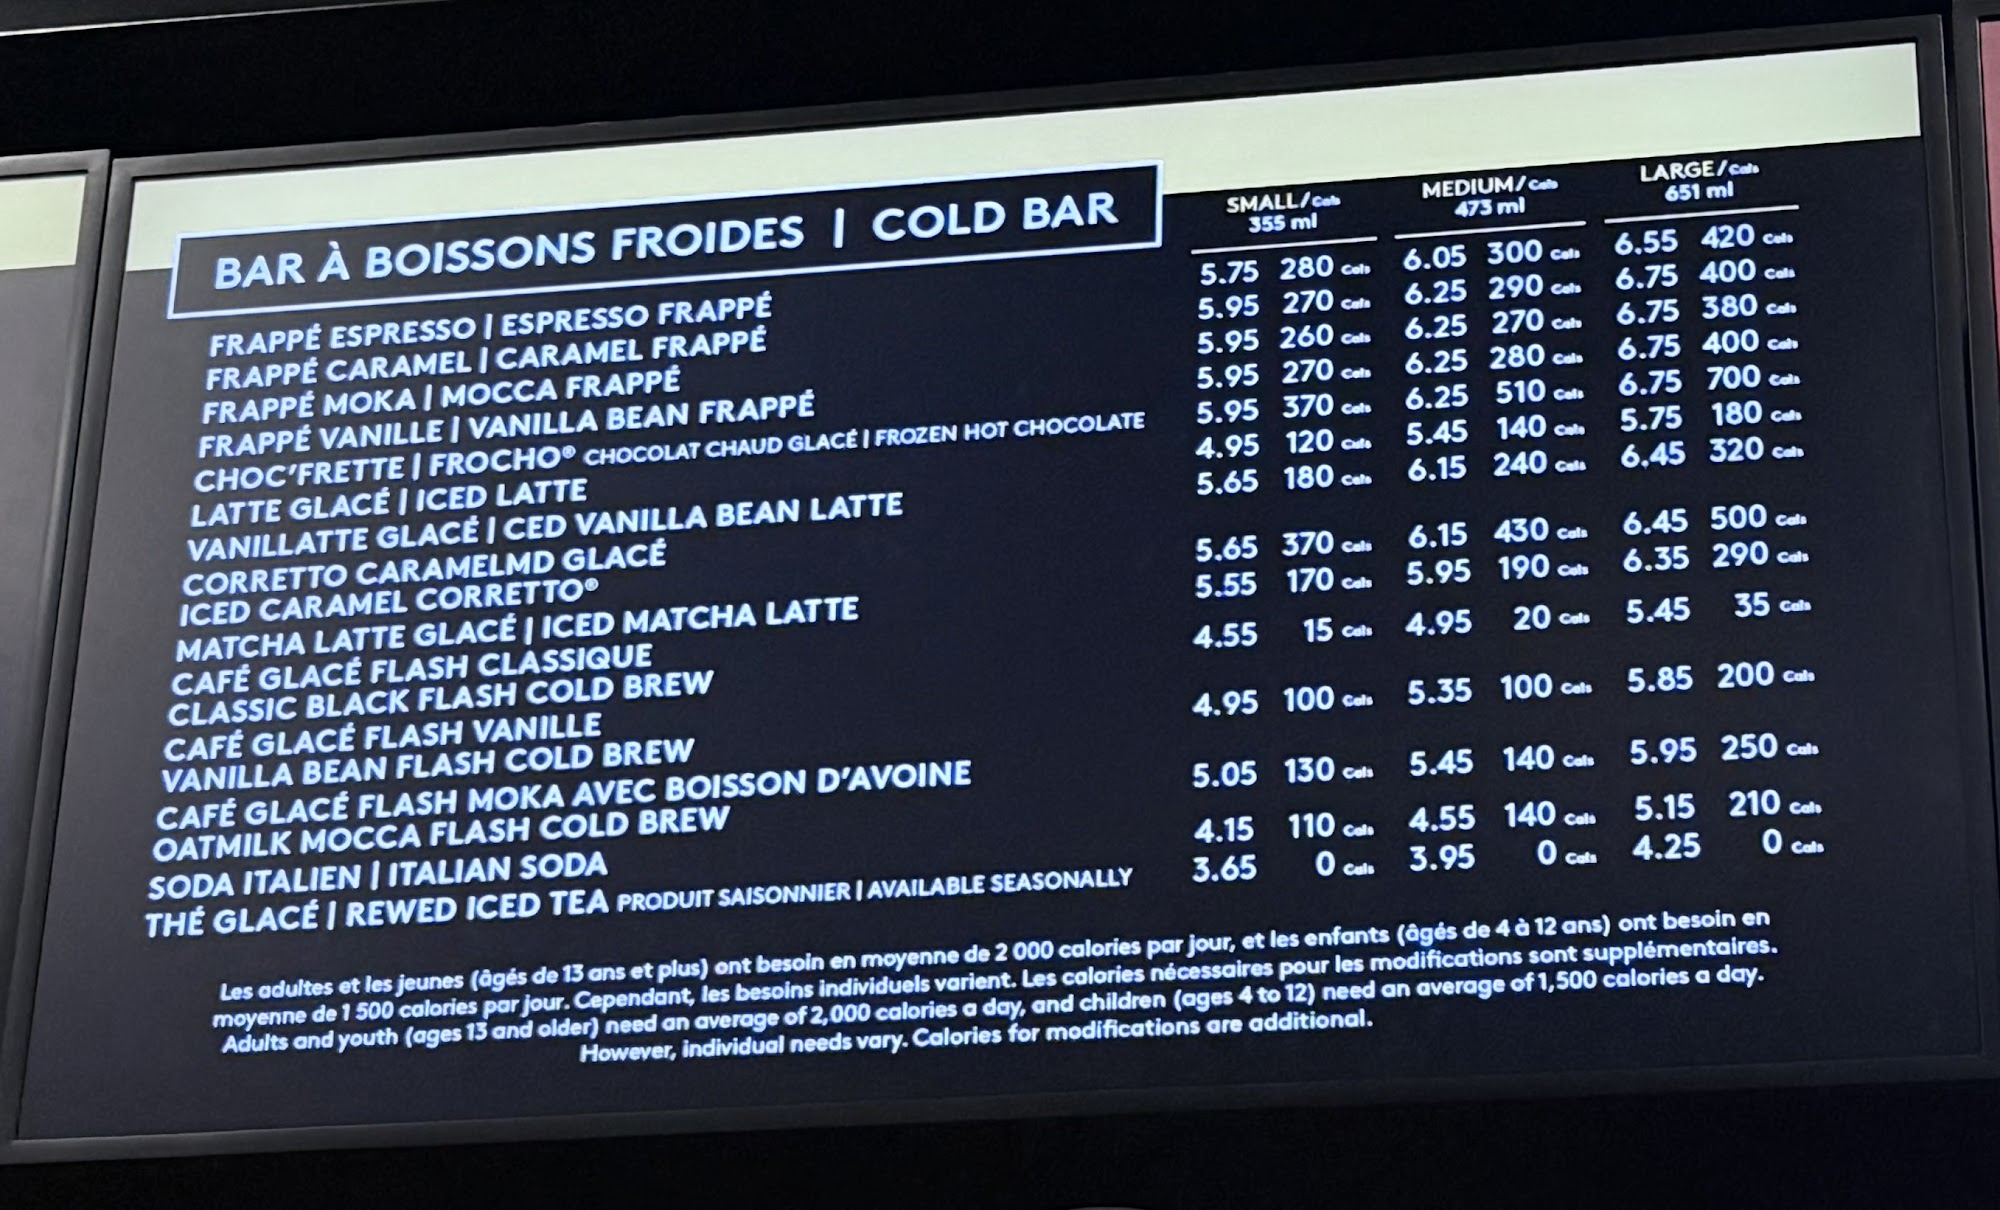 BAR À BOISSONS FROIDES | COLD BAR
SMALL/Cals MEDIUM/Cals LARGE/Cals
355 ml 473 ml 651 ml
FRAPPÉ ESPRESSO | ESPRESSO FRAPPÉ 5.75 280 Cals 6.05 300 Cals 6.55 420 Cals
FRAPPÉ CARAMEL | CARAMEL FRAPPÉ 5.95 270 Cals 6.25 290 Cals 6.75 400 Cals
FRAPPÉ MOKA | MOCCA FRAPPÉ 5.95 260 Cals 6.25 270 Cals 6.75 380 Cals
FRAPPÉ VANILLE | VANILLA BEAN FRAPPÉ 5.95 270 Cals 6.25 280 Cals 6.75 400 Cals
CHOC'FRETTE | FROCHO® CHOCOLAT CHAUD GLACÉ | FROZEN HOT CHOCOLATE 5.95 370 Cals 6.25 510 Cals 6.75 700 Cals
LATTE GLACÉ | ICED LATTE 4.95 120 Cals 5.45 140 Cals 5.75 180 Cals
VANILLATTE GLACÉ | CED VANILLA BEAN LATTE 5.65 180 Cals 6.15 240 Cals 6.45 320 Cals
CORRETTO CARAMELMD GLACÉ
ICED CARAMEL CORRETTO® 5.65 370 Cals 6.15 430 Cals 6.45 500 Cals
MATCHA LATTE GLACÉ | ICED MATCHA LATTE 5.55 170 Cals 5.95 190 Cals 6.35 290 Cals
CAFÉ GLACÉ FLASH CLASSIQUE
CLASSIC BLACK FLASH COLD BREW 4.55 15 Cals 4.95 20 Cals 5.45 35 Cals
CAFÉ GLACÉ FLASH VANILLE
VANILLA BEAN FLASH COLD BREW 4.95 100 Cals 5.35 100 Cals 5.85 200 Cals
CAFÉ GLACÉ FLASH MOKA AVEC BOISSON D'AVOINE
OATMILK MOCCA FLASH COLD BREW 5.05 130 Cals 5.45 140 Cals 5.95 250 Cals
SODA ITALIEN | ITALIAN SODA 4.15 110 Cals 4.55 140 Cals 5.15 210 Cals
THÉ GLACÉ | REWED ICED TEA PRODUIT SAISONNIER | AVAILABLE SEASONALLY 3.65 0 Cals 3.95 0 Cals 4.25 0 Cals
Les adultes et les jeunes (âgés de 13 ans et plus) ont besoin en moyenne de 2 000 calories par jour, et les enfants (âgés de 4 à 12 ans) ont besoin en
moyenne de 1 500 calories par jour. Cependant, les besoins individuels varient. Les calories nécessaires pour les modifications sont supplémentaires.
Adults and youth (ages 13 and older) need an average of 2,000 calories a day, and children (ages 4 to 12) need an average of 1,500 calories a day.
However, individual needs vary. Calories for modifications are additional.